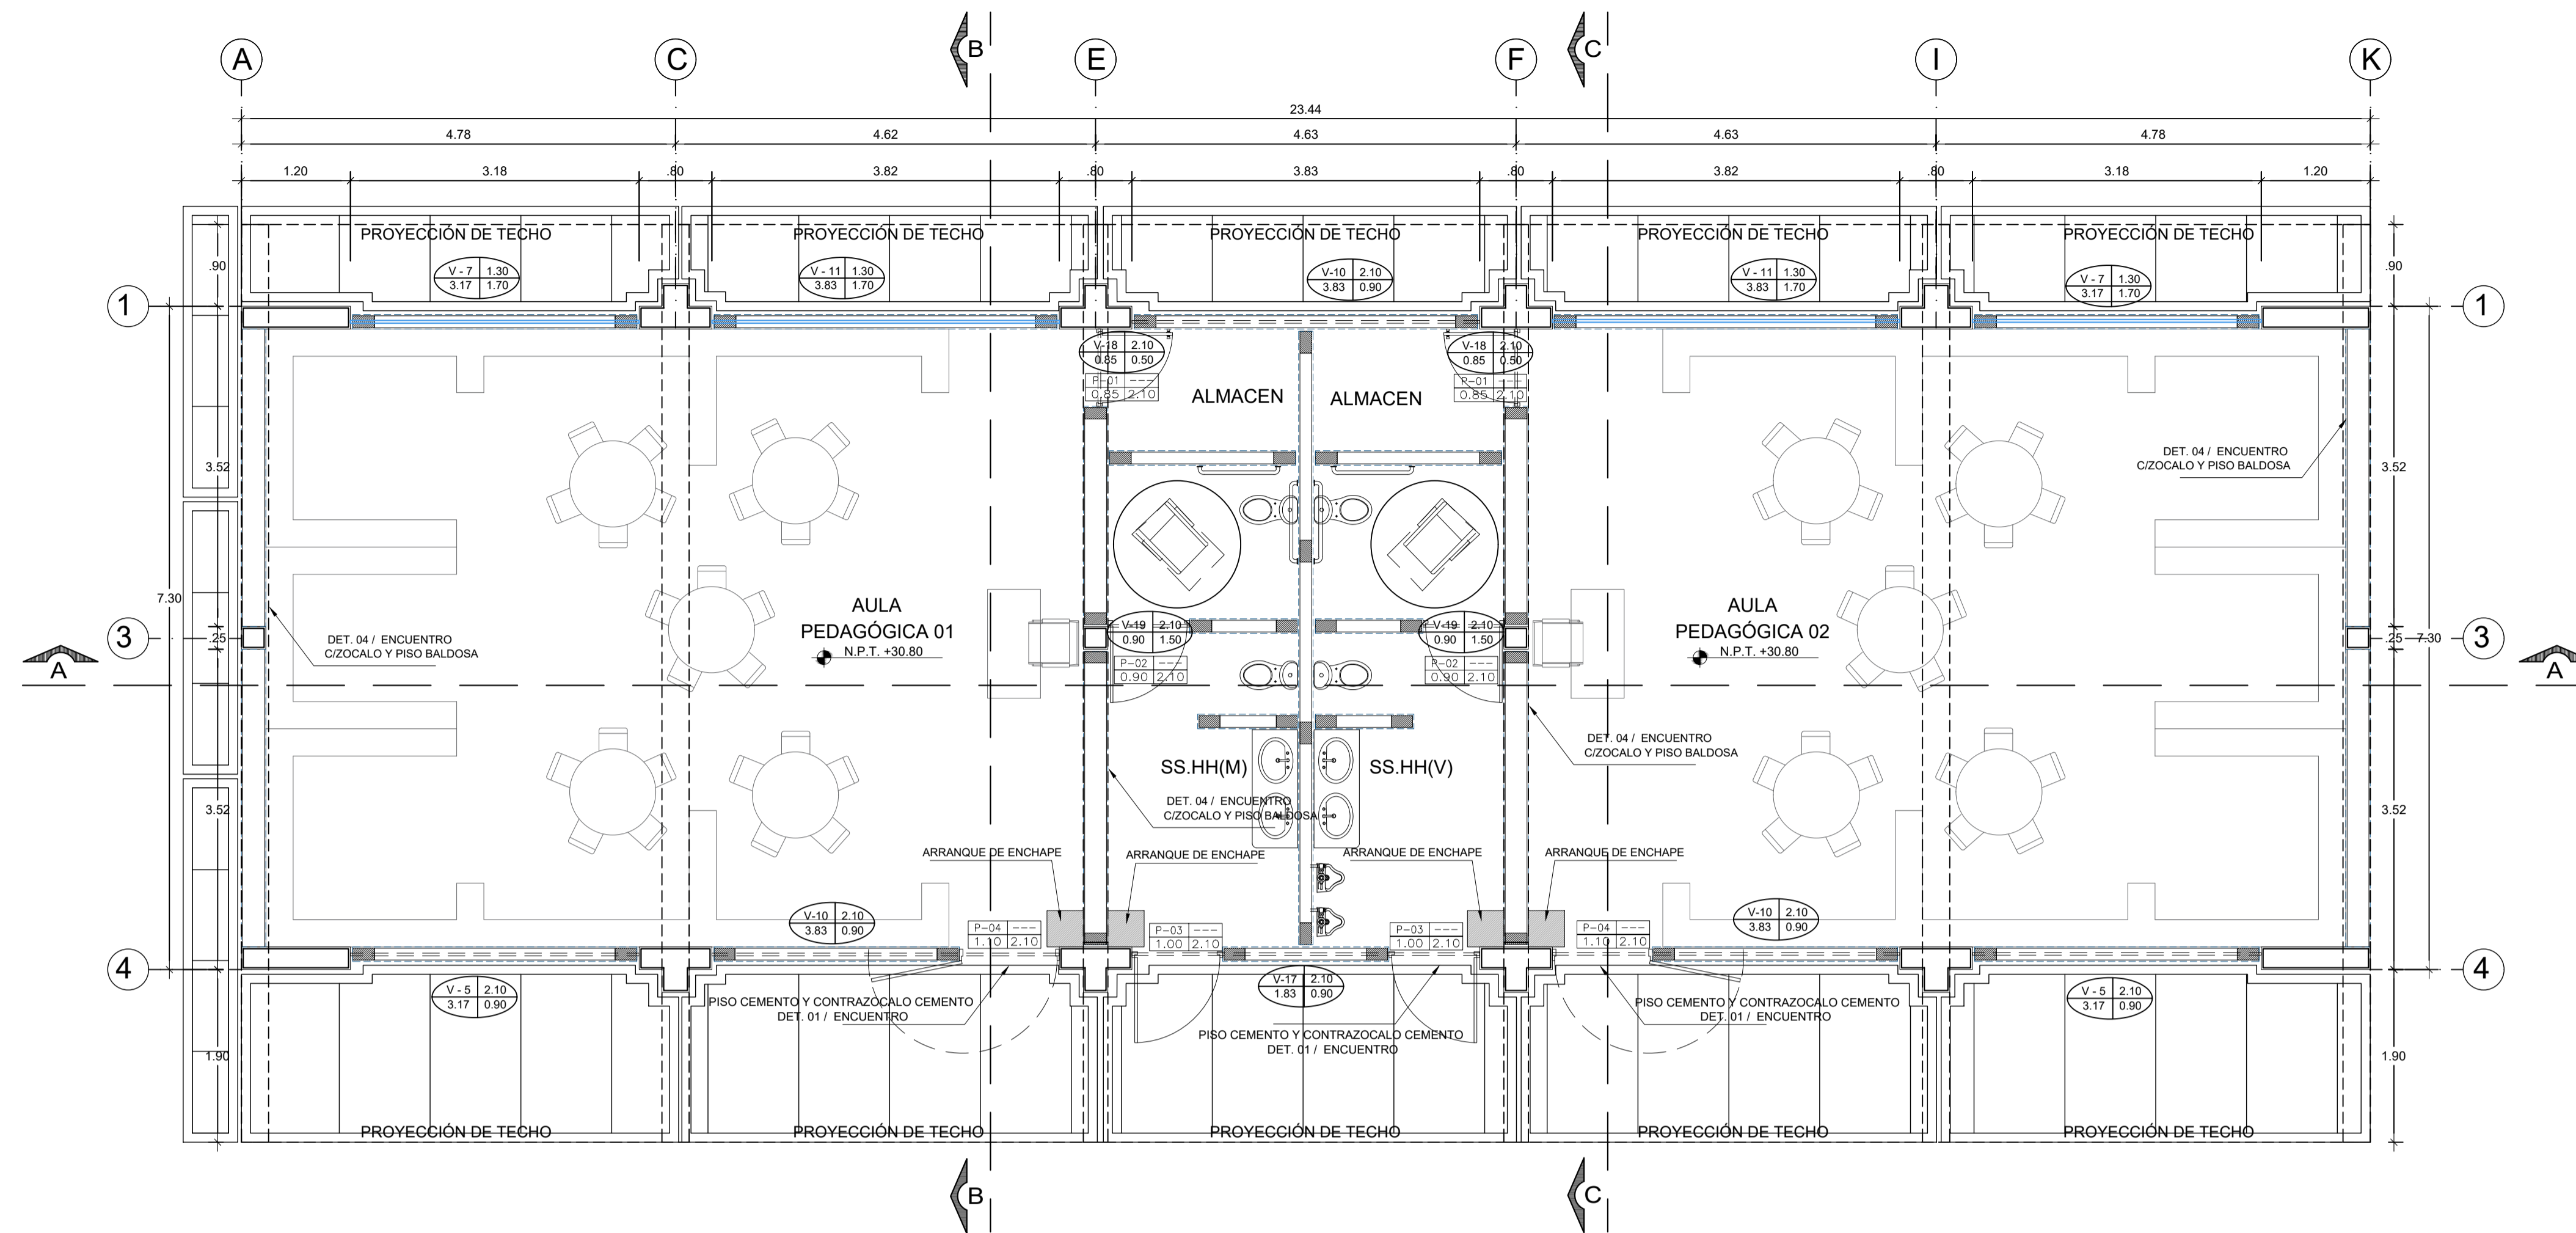 B
C
A
C
E
F
I
K
23.44
4.78
4.62
4.63
4.63
4.78
1.20
3.18
.80
3.82
.80
3.83
.80
3.82
.80
3.18
1.20
PROYECCIÓN DE TECHO
PROYECCIÓN DE TECHO
PROYECCIÓN DE TECHO
PROYECCIÓN DE TECHO
PROYECCIÓN DE TECHO
.90
.90
V - 7 1.30
3.17 1.70
V - 11 1.30
3.83 1.70
V-10 2.10
3.83 0.90
V - 11 1.30
3.83 1.70
V - 7 1.30
3.17 1.70
1
1
V-18 2.10
0.85 0.50
P-01 ---
0.85 2.10
V-18 2.10
0.85 0.50
P-01 ---
0.85 2.10
ALMACEN
ALMACEN
3.52
3.52
DET. 04 / ENCUENTRO
C/ZOCALO Y PISO BALDOSA
7.30
AULA
PEDAGÓGICA 01
N.P.T. +30.80
AULA
PEDAGÓGICA 02
N.P.T. +30.80
3
.25
DET. 04 / ENCUENTRO
C/ZOCALO Y PISO BALDOSA
V-19 2.10
0.90 1.50
P-02 ---
0.90 2.10
V-19 2.10
0.90 1.50
P-02 ---
0.90 2.10
.25
7.30
3
A
A
DET. 04 / ENCUENTRO
C/ZOCALO Y PISO BALDOSA
SS.HH(M)
SS.HH(V)
DET. 04 / ENCUENTRO
C/ZOCALO Y PISO BALDOSA
3.52
3.52
ARRANQUE DE ENCHAPE
ARRANQUE DE ENCHAPE
ARRANQUE DE ENCHAPE
ARRANQUE DE ENCHAPE
V-10 2.10
3.83 0.90
P-04 ---
1.10 2.10
P-03 ---
1.00 2.10
P-03 ---
1.00 2.10
P-04 ---
1.10 2.10
V-10 2.10
3.83 0.90
4
4
V - 5 2.10
3.17 0.90
V-17 2.10
1.83 0.90
V - 5 2.10
3.17 0.90
PISO CEMENTO Y CONTRAZOCALO CEMENTO
DET. 01 / ENCUENTRO
PISO CEMENTO Y CONTRAZOCALO CEMENTO
DET. 01 / ENCUENTRO
PISO CEMENTO Y CONTRAZOCALO CEMENTO
DET. 01 / ENCUENTRO
1.90
1.90
PROYECCIÓN DE TECHO
PROYECCIÓN DE TECHO
PROYECCIÓN DE TECHO
PROYECCIÓN DE TECHO
PROYECCIÓN DE TECHO
B
C